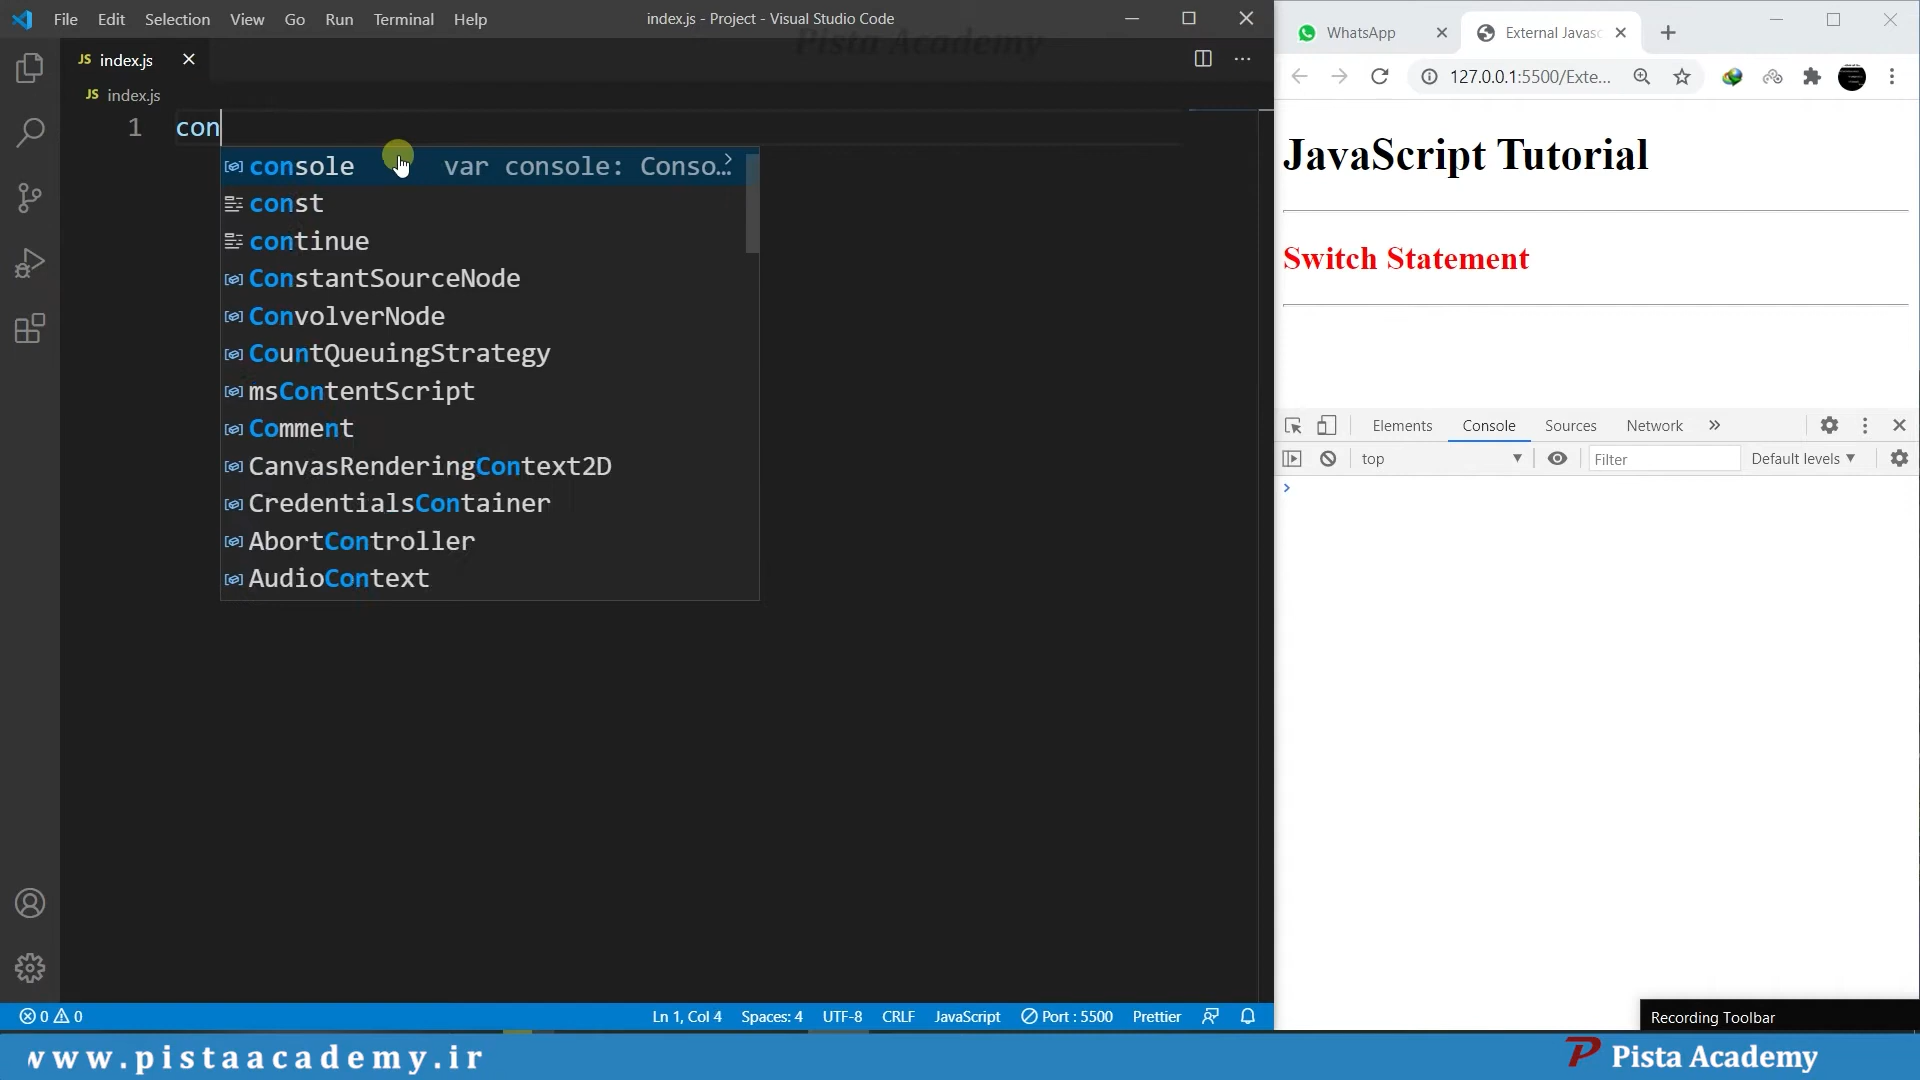 File Edit Selection View Go Run Terminal Help
index.js - Project - Visual Studio Code
Pista Academy
JS index.js
JS index.js
1 con
console var console: Conso…
const
continue
ConstantSourceNode
ConvolverNode
CountQueuingStrategy
msContentScript
Comment
CanvasRenderingContext2D
CredentialsContainer
AbortController
AudioContext
0 0
Ln 1, Col 4 Spaces: 4 UTF-8 CRLF JavaScript Port : 5500 Prettier
WhatsApp
External Javasc
127.0.0.1:5500/Exte...
JavaScript Tutorial
Switch Statement
Elements Console Sources Network
top
Filter
Default levels
Recording Toolbar
www.pistaacademy.ir
Pista Academy